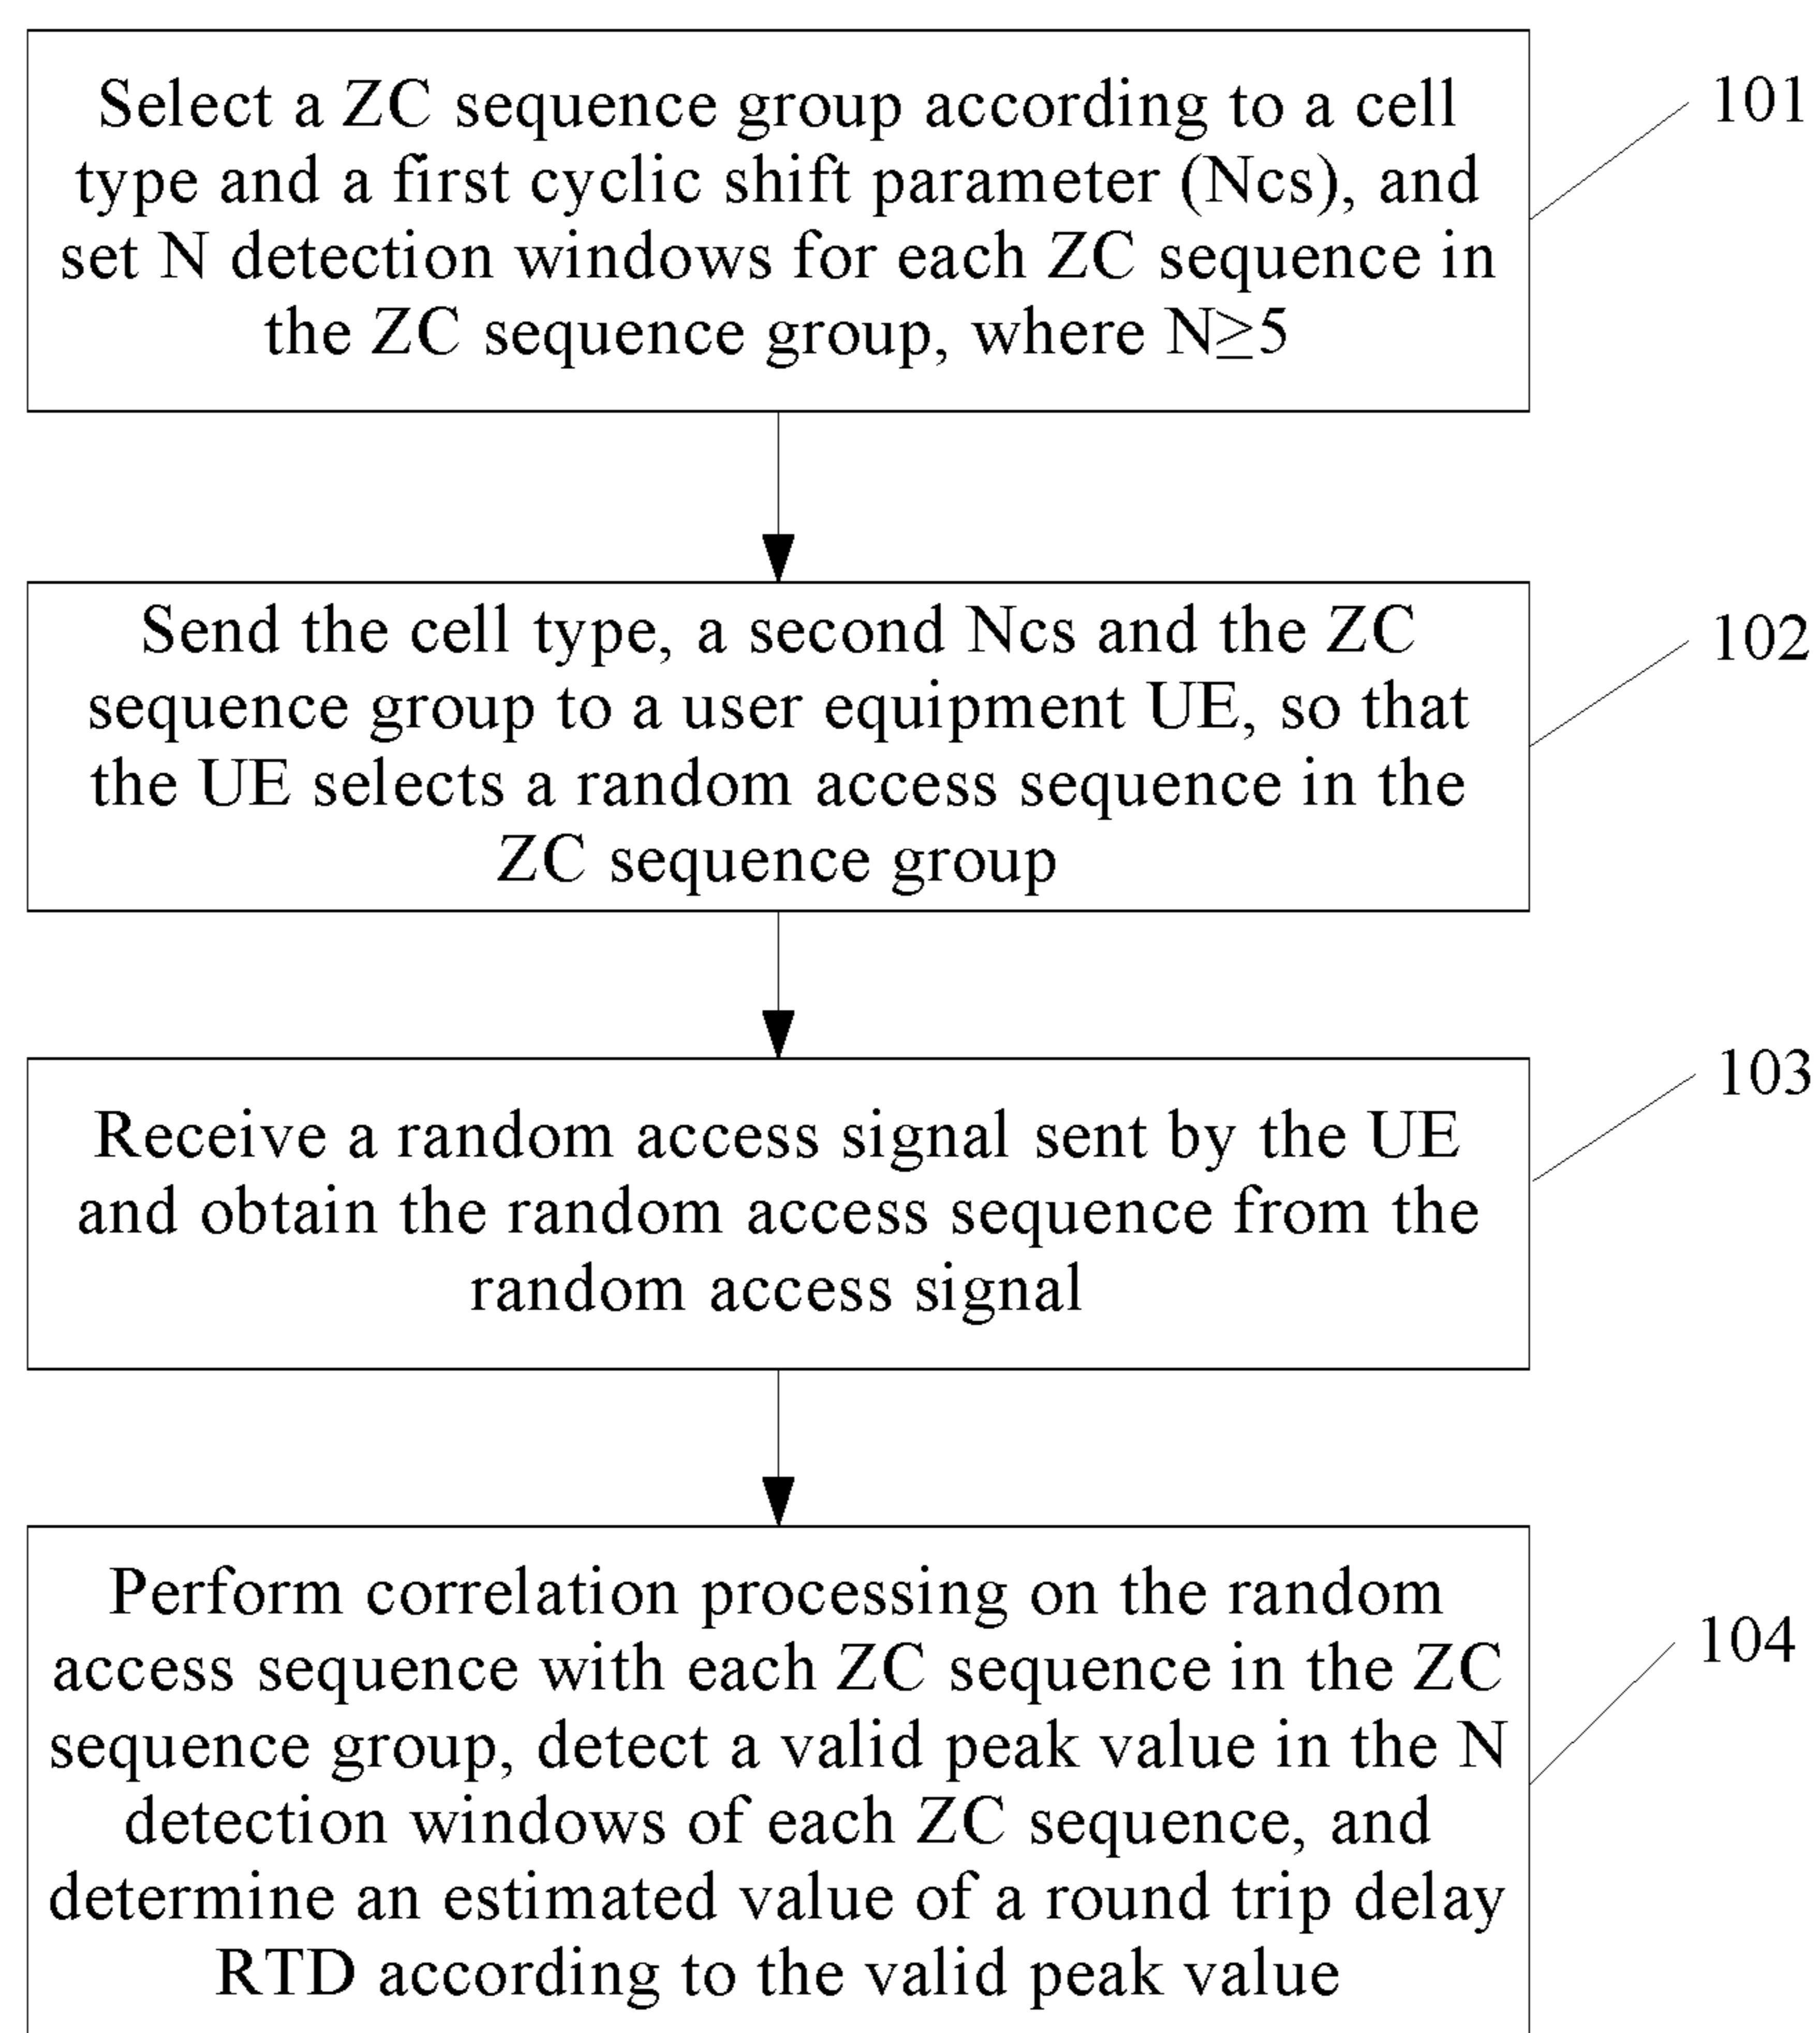 Select a ZC sequence group according to a cell
type and a first cyclic shift parameter (Ncs), and
set N detection windows for each ZC sequence in
the ZC sequence group, where N≥5
101
Send the cell type, a second Ncs and the ZC
sequence group to a user equipment UE, so that
the UE selects a random access sequence in the
ZC sequence group
102
Receive a random access signal sent by the UE
and obtain the random access sequence from the
random access signal
103
Perform correlation processing on the random
access sequence with each ZC sequence in the ZC
sequence group, detect a valid peak value in the N
detection windows of each ZC sequence, and
determine an estimated value of a round trip delay
RTD according to the valid peak value
104